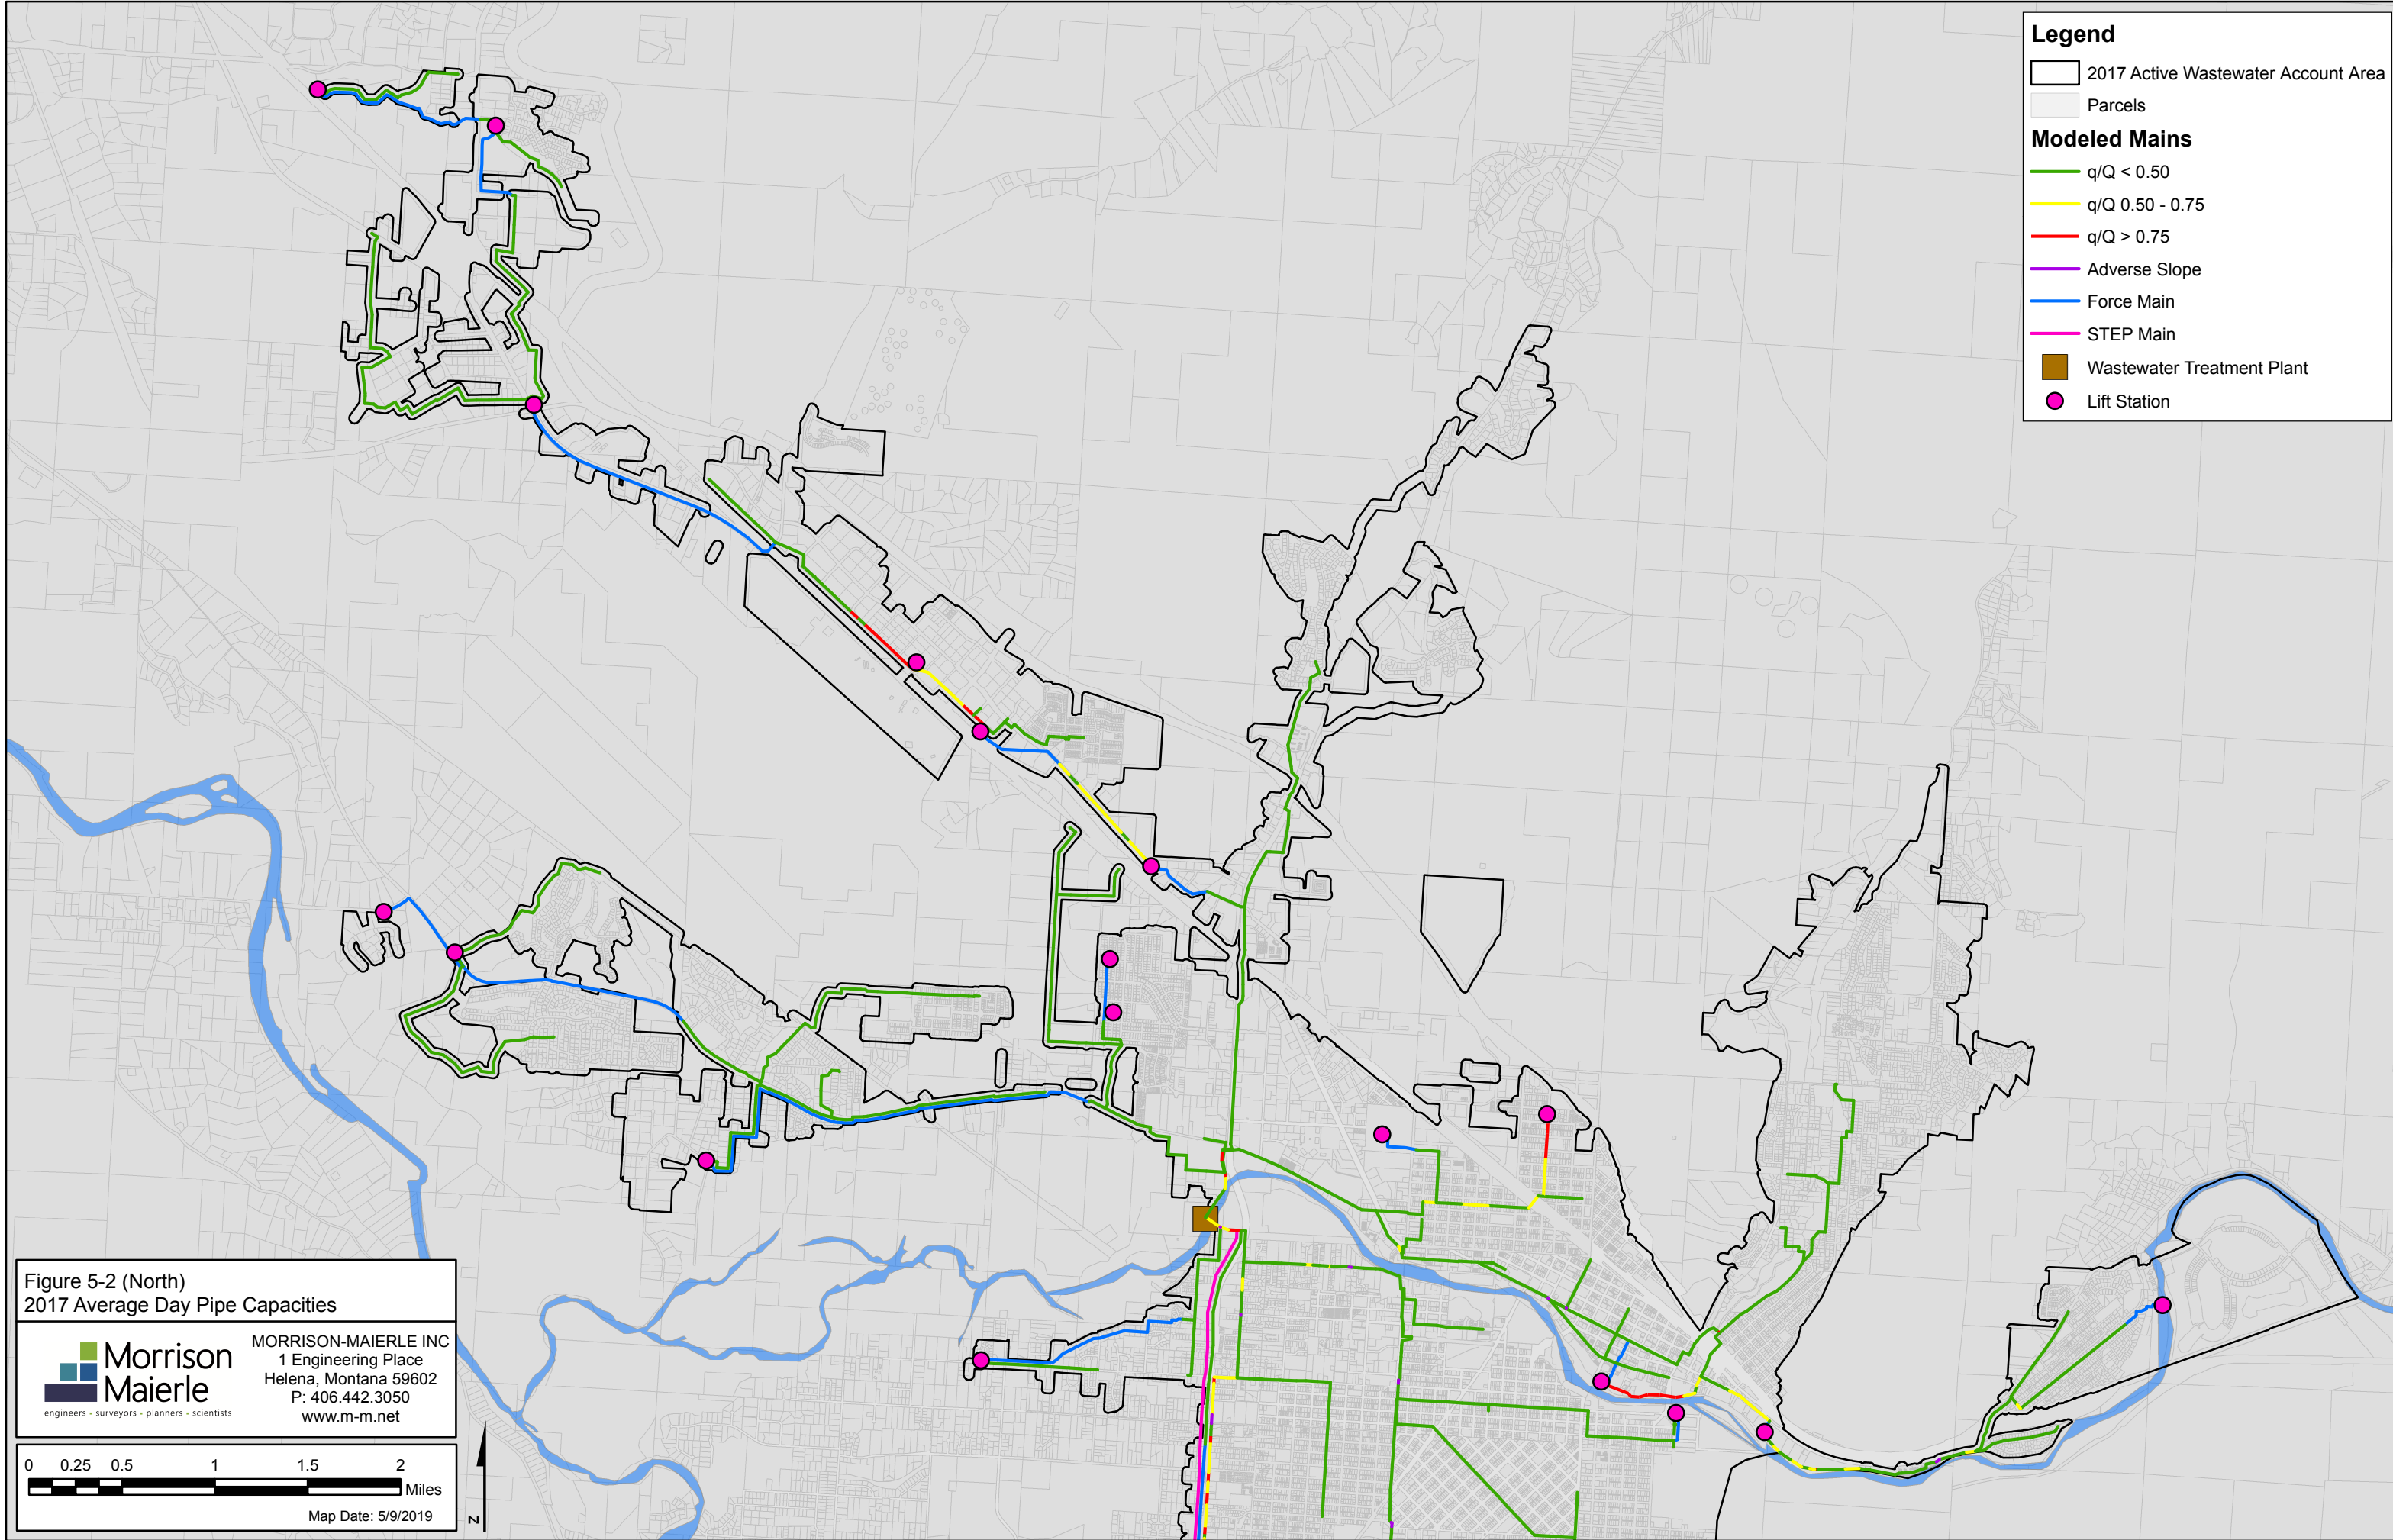 Legend
2017 Active Wastewater Account Area
Parcels
Modeled Mains
q/Q < 0.50
q/Q 0.50 - 0.75
q/Q > 0.75
Adverse Slope
Force Main
STEP Main
Wastewater Treatment Plant
Lift Station
Figure 5-2 (North)
2017 Average Day Pipe Capacities
Morrison
Maierle
engineers - surveyors - planners - scientists
MORRISON-MAIERLE INC
1 Engineering Place
Helena, Montana 59602
P: 406.442.3050
www.m-m.net
0 0.25 0.5 1 1.5 2
Miles
Map Date: 5/9/2019
N